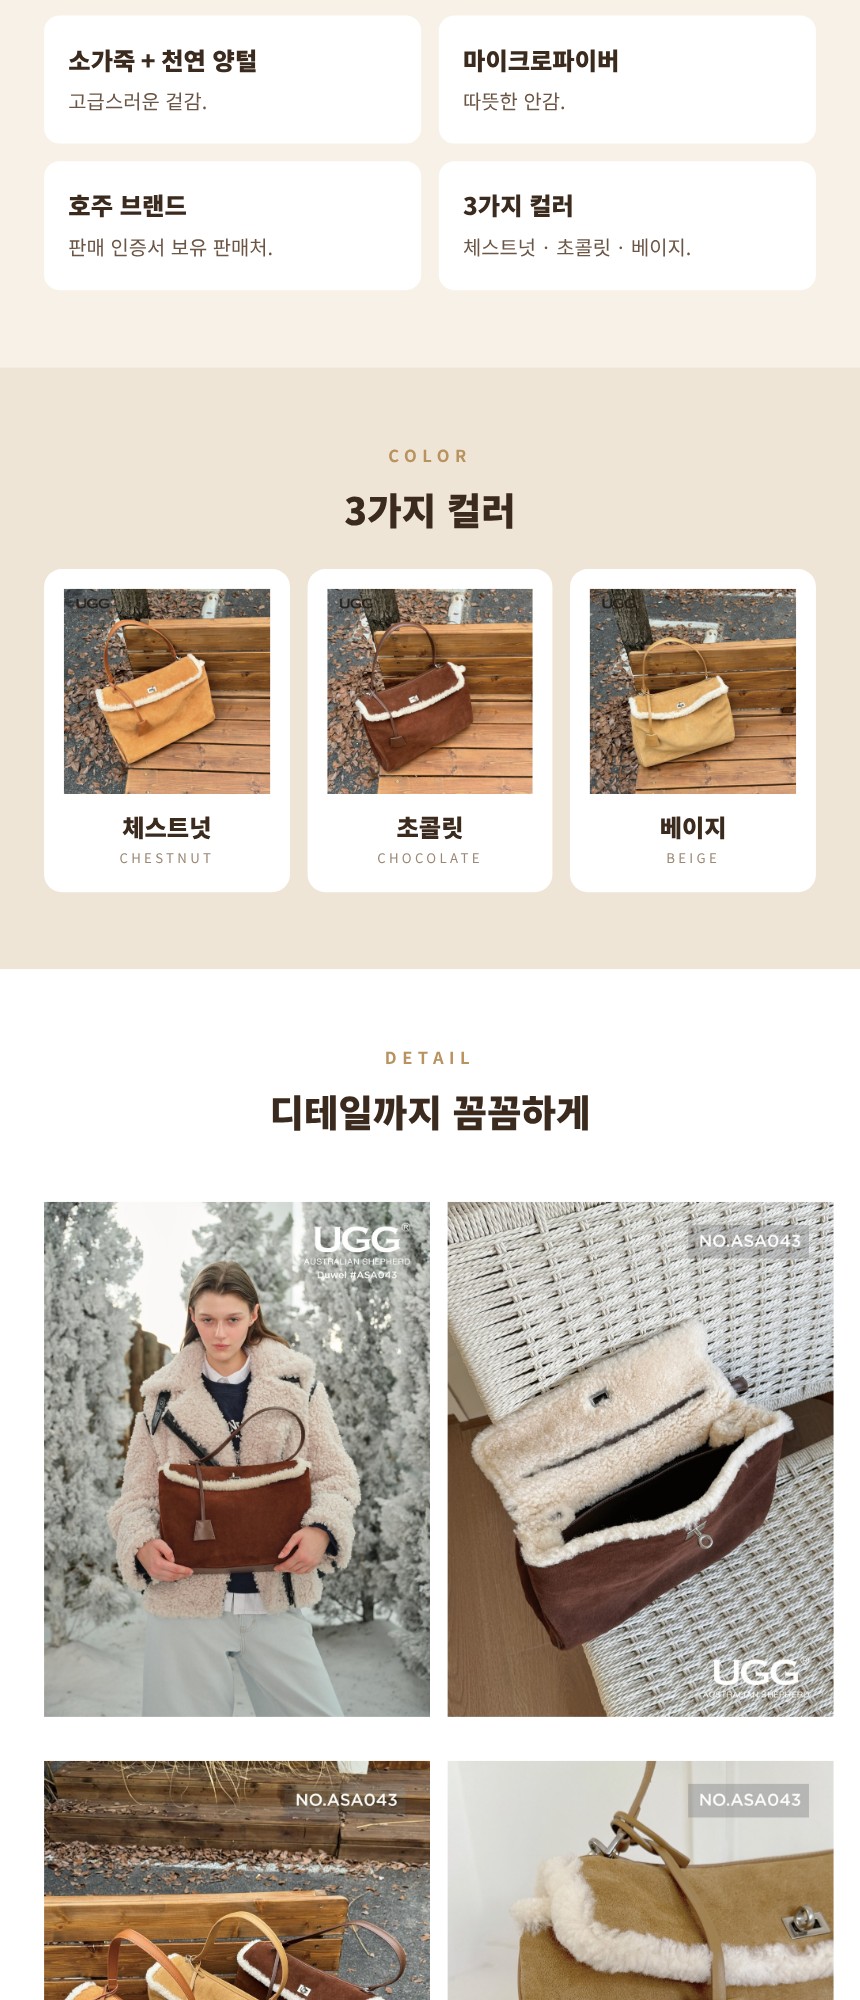 소가죽 + 천연 양털
고급스러운 겉감.
마이크로파이버
따뜻한 안감.
호주 브랜드
판매 인증서 보유 판매처.
3가지 컬러
체스트넛 · 초콜릿 · 베이지.
COLOR
3가지 컬러
UGG
UGG
UGG
체스트넛
CHESTNUT
초콜릿
CHOCOLATE
베이지
BEIGE
DETAIL
디테일까지 꼼꼼하게
UGG®
AUSTRALIAN SHEPHERD
Duwol #ASA043
NO.ASA043
UGG®
AUSTRALIAN SHEPHERD
NO.ASA043
NO.ASA043